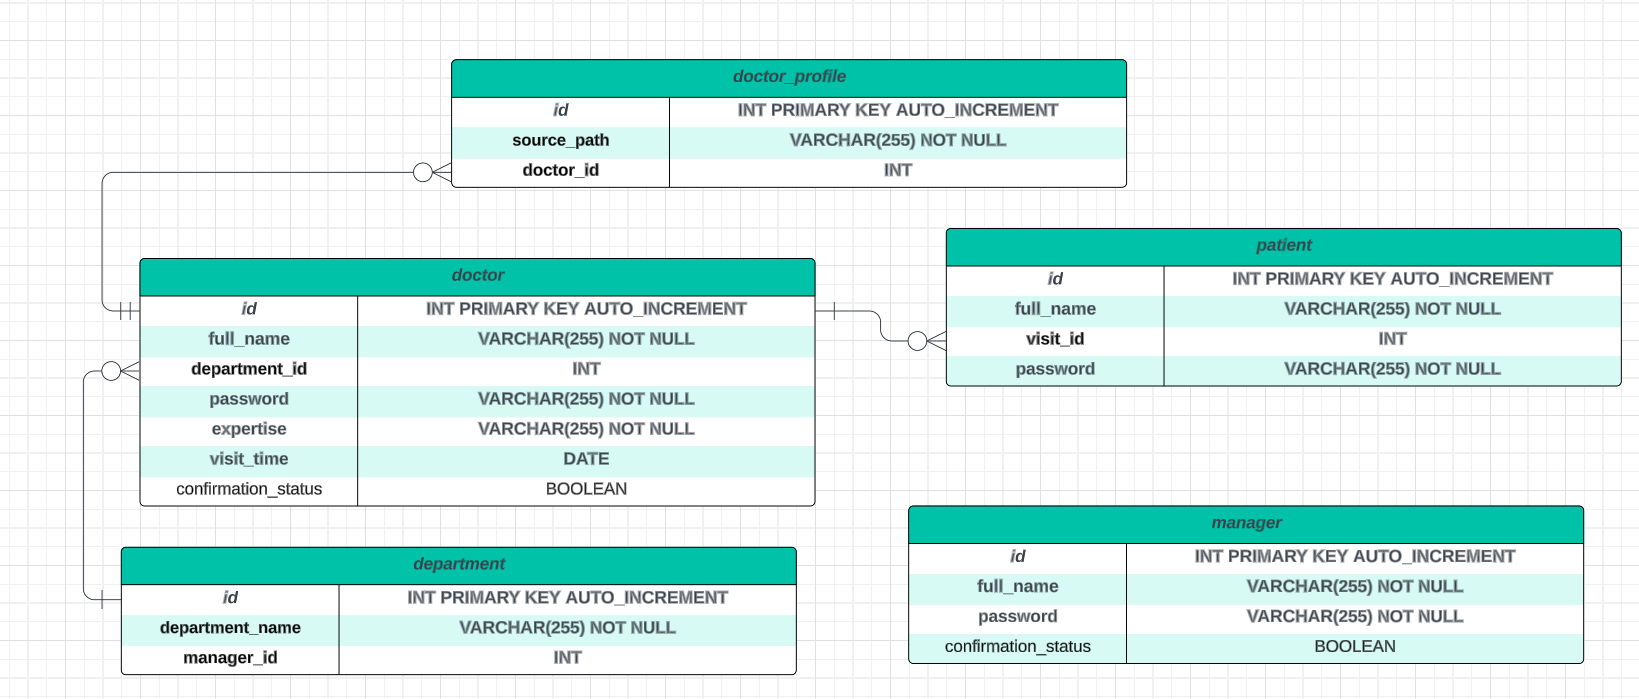 doctor_profile
id INT PRIMARY KEY AUTO_INCREMENT
source_path VARCHAR(255) NOT NULL
doctor_id INT
patient
id INT PRIMARY KEY AUTO_INCREMENT
full_name VARCHAR(255) NOT NULL
visit_id INT
password VARCHAR(255) NOT NULL
doctor
id INT PRIMARY KEY AUTO_INCREMENT
full_name VARCHAR(255) NOT NULL
department_id INT
password VARCHAR(255) NOT NULL
expertise VARCHAR(255) NOT NULL
visit_time DATE
confirmation_status BOOLEAN
manager
id INT PRIMARY KEY AUTO_INCREMENT
full_name VARCHAR(255) NOT NULL
password VARCHAR(255) NOT NULL
confirmation_status BOOLEAN
department
id INT PRIMARY KEY AUTO_INCREMENT
department_name VARCHAR(255) NOT NULL
manager_id INT